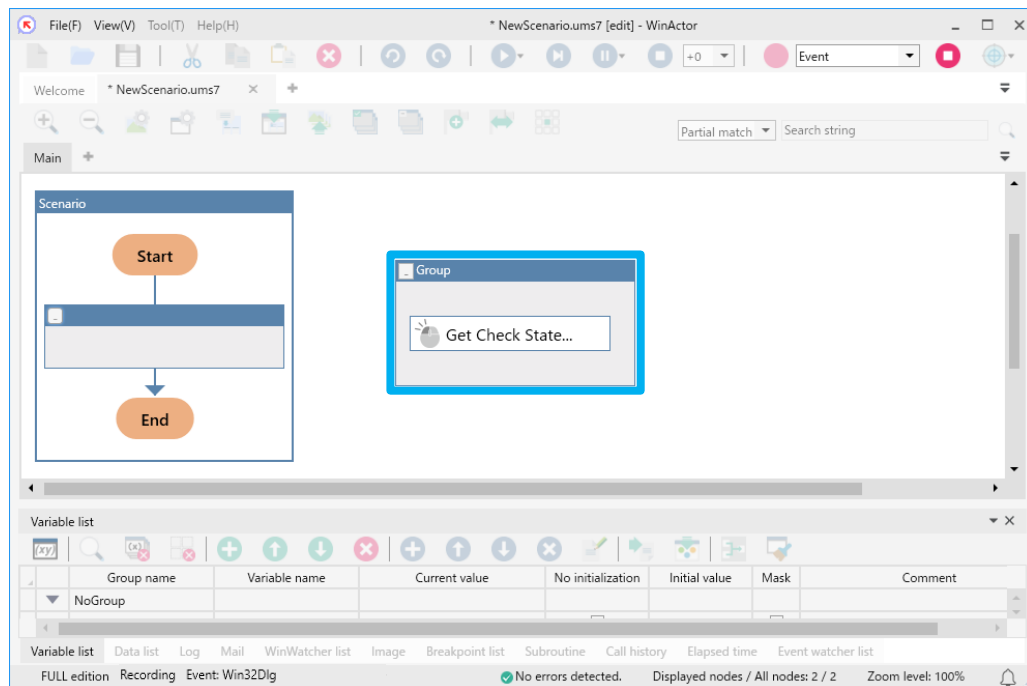 File(F) View(V) Tool(T) Help(H) * NewScenario.ums7 [edit] - WinActor
+0 Event
Welcome * NewScenario.ums7 × +
Partial match Search string
Main +
Scenario
Start
End
Group
Get Check State...
Variable list
(xy) (x)
Group name Variable name Current value No initialization Initial value Mask Comment
NoGroup
Variable list Data list Log Mail WinWatcher list Image Breakpoint list Subroutine Call history Elapsed time Event watcher list
FULL edition Recording Event: Win32Dlg No errors detected. Displayed nodes / All nodes: 2 / 2 Zoom level: 100%